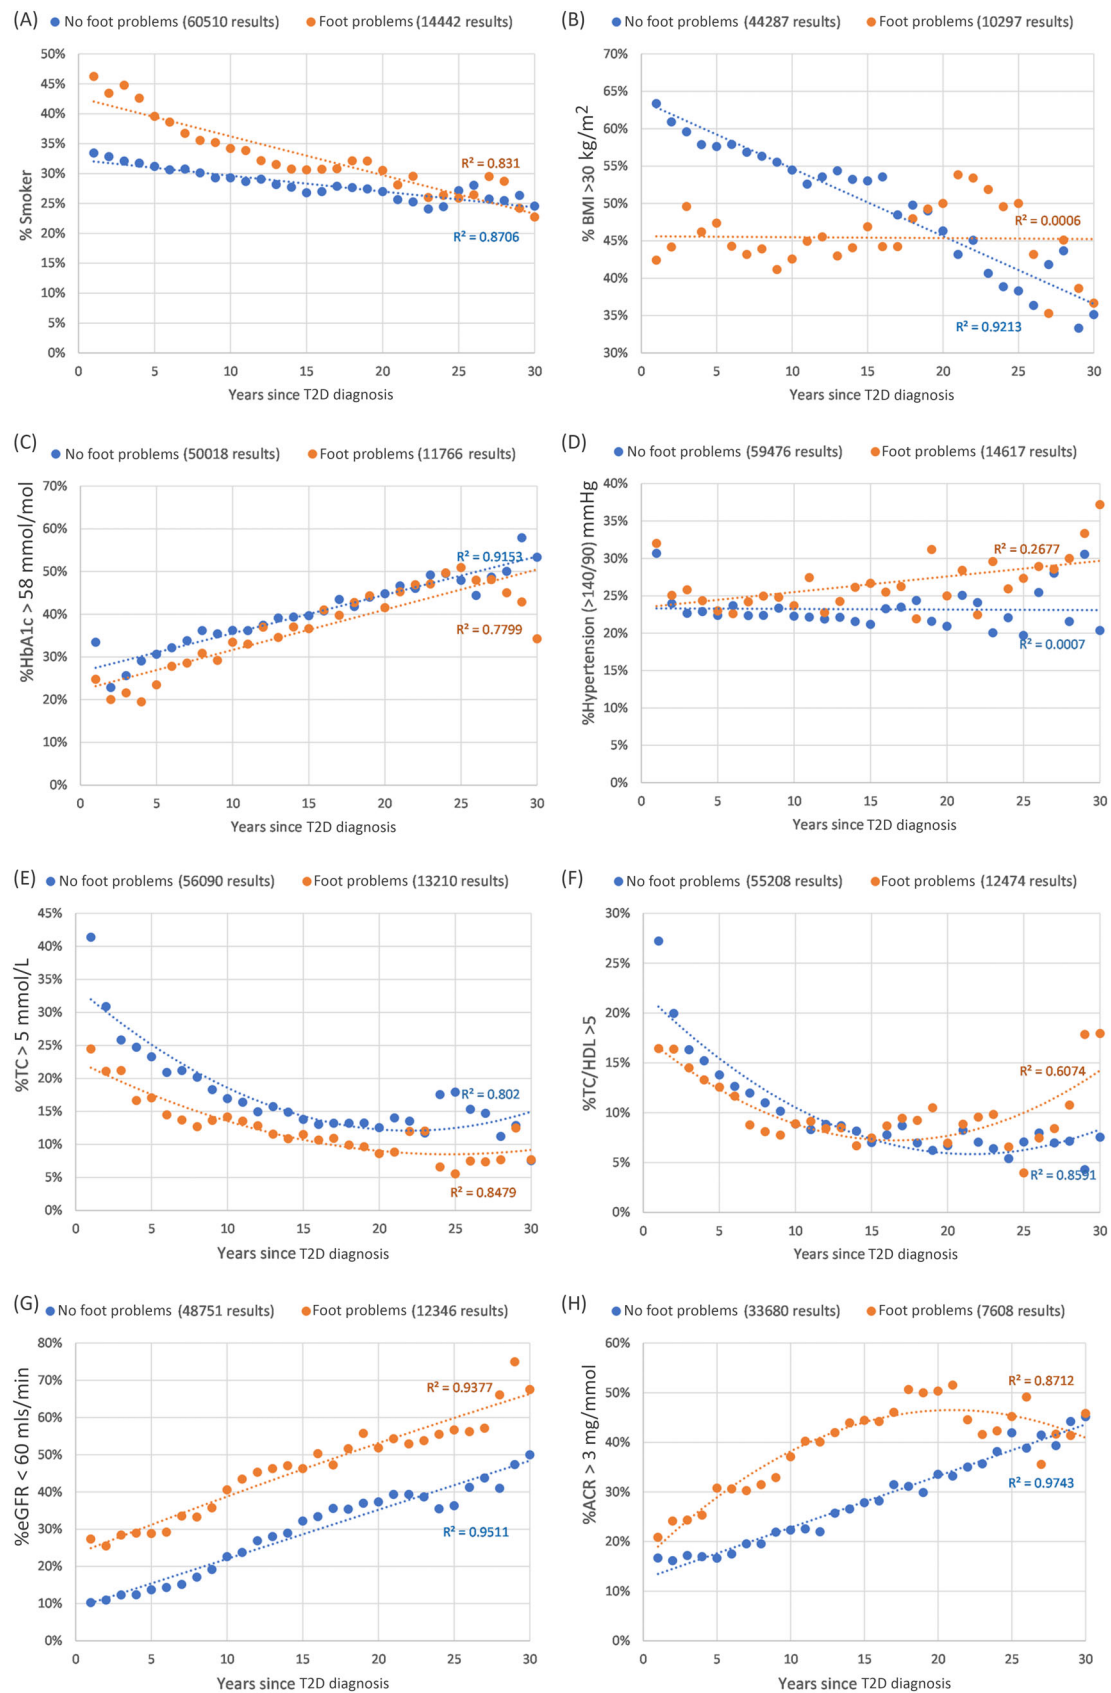 (A)
No foot problems (60510 results) Foot problems (14442 results)
% Smoker
50%
45%
40%
35%
30%
25%
20%
15%
10%
5%
0%
R² = 0.831
R² = 0.8706
0 5 10 15 20 25 30
Years since T2D diagnosis
(B)
No foot problems (44287 results) Foot problems (10297 results)
% BMI >30 kg/m²
70%
65%
60%
55%
50%
45%
40%
35%
30%
R² = 0.0006
R² = 0.9213
0 5 10 15 20 25 30
Years since T2D diagnosis
(C)
No foot problems (50018 results) Foot problems (11766 results)
%HbA1c > 58 mmol/mol
70%
60%
50%
40%
30%
20%
10%
0%
R² = 0.9153
R² = 0.7799
0 5 10 15 20 25 30
Years since T2D diagnosis
(D)
No foot problems (59476 results) Foot problems (14617 results)
%Hypertension (>140/90) mmHg
40%
35%
30%
25%
20%
15%
10%
5%
0%
R² = 0.2677
R² = 0.0007
0 5 10 15 20 25 30
Years since T2D diagnosis
(E)
No foot problems (56090 results) Foot problems (13210 results)
%TC > 5 mmol/L
45%
40%
35%
30%
25%
20%
15%
10%
5%
0%
R² = 0.802
R² = 0.8479
0 5 10 15 20 25 30
Years since T2D diagnosis
(F)
No foot problems (55208 results) Foot problems (12474 results)
%TC/HDL >5
30%
25%
20%
15%
10%
5%
0%
R² = 0.6074
R² = 0.8591
0 5 10 15 20 25 30
Years since T2D diagnosis
(G)
No foot problems (48751 results) Foot problems (12346 results)
%eGFR < 60 mls/min
80%
70%
60%
50%
40%
30%
20%
10%
0%
R² = 0.9377
R² = 0.9511
0 5 10 15 20 25 30
Years since T2D diagnosis
(H)
No foot problems (33680 results) Foot problems (7608 results)
%ACR > 3 mg/mmol
60%
50%
40%
30%
20%
10%
0%
R² = 0.8712
R² = 0.9743
0 5 10 15 20 25 30
Years since T2D diagnosis